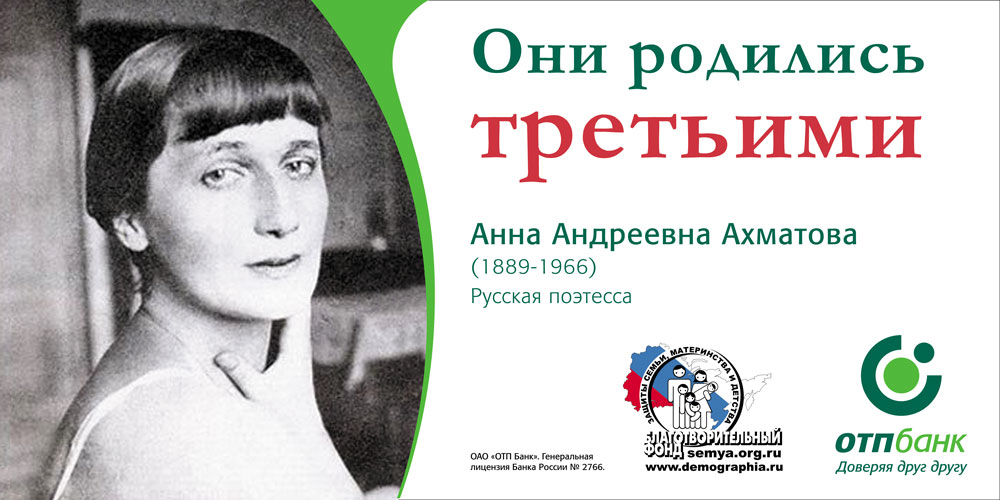 Они родились
третьими
Анна Андреевна Ахматова
(1889-1966)
Русская поэтесса
ЗАЩИТЫ СЕМЬИ, МАТЕРИНСТВА И ДЕТСТВА
БЛАГОТВОРИТЕЛЬНЫЙ
ФОНД semya.org.ru
www.demographia.ru
ОАО «ОТП Банк». Генеральная
лицензия Банка России № 2766.
отпбанк
Доверяя друг другу